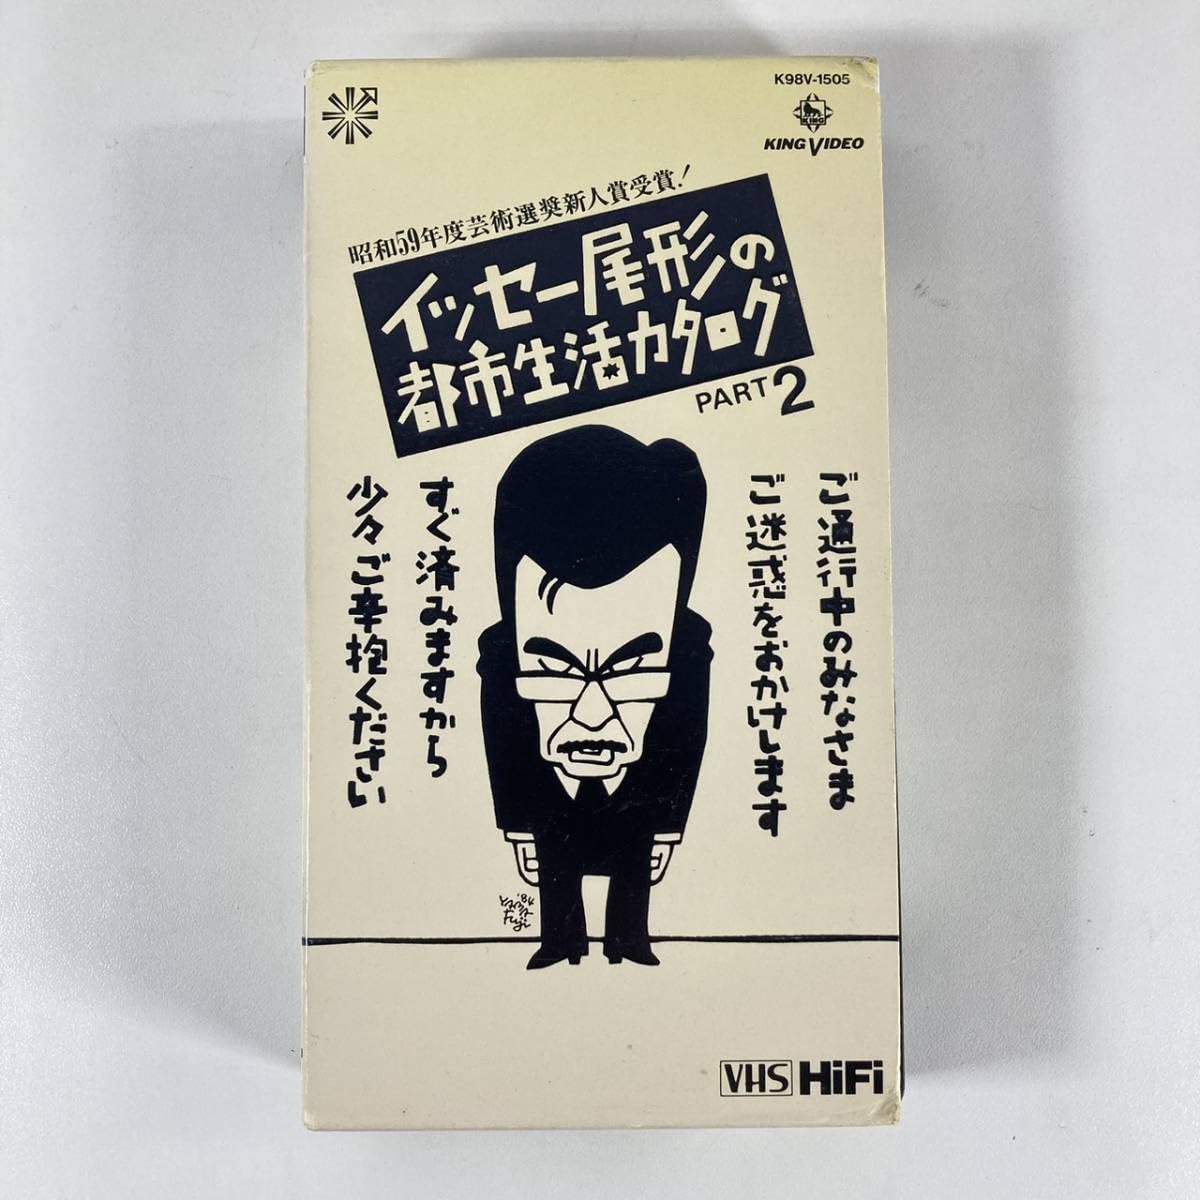 K98V-1505
KING
KING VIDEO
昭和59年度芸術選奨新人賞受賞!
イッセー尾形の
都市生活カタログ
PART 2
ご通行中のみなさま
ご迷惑をおかけします
すぐ済みますから
少々ご辛抱ください
'84
Fuji
VHS HiFi